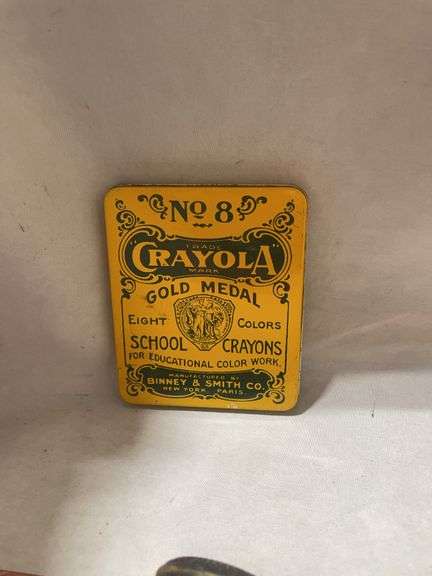 No 8
TRADE
"CRAYOLA"
MARK
GOLD MEDAL
EIGHT COLORS
SCHOOL CRAYONS
FOR EDUCATIONAL COLOR WORK.
MANUFACTURED BY
BINNEY & SMITH CO.
NEW YORK. PARIS.